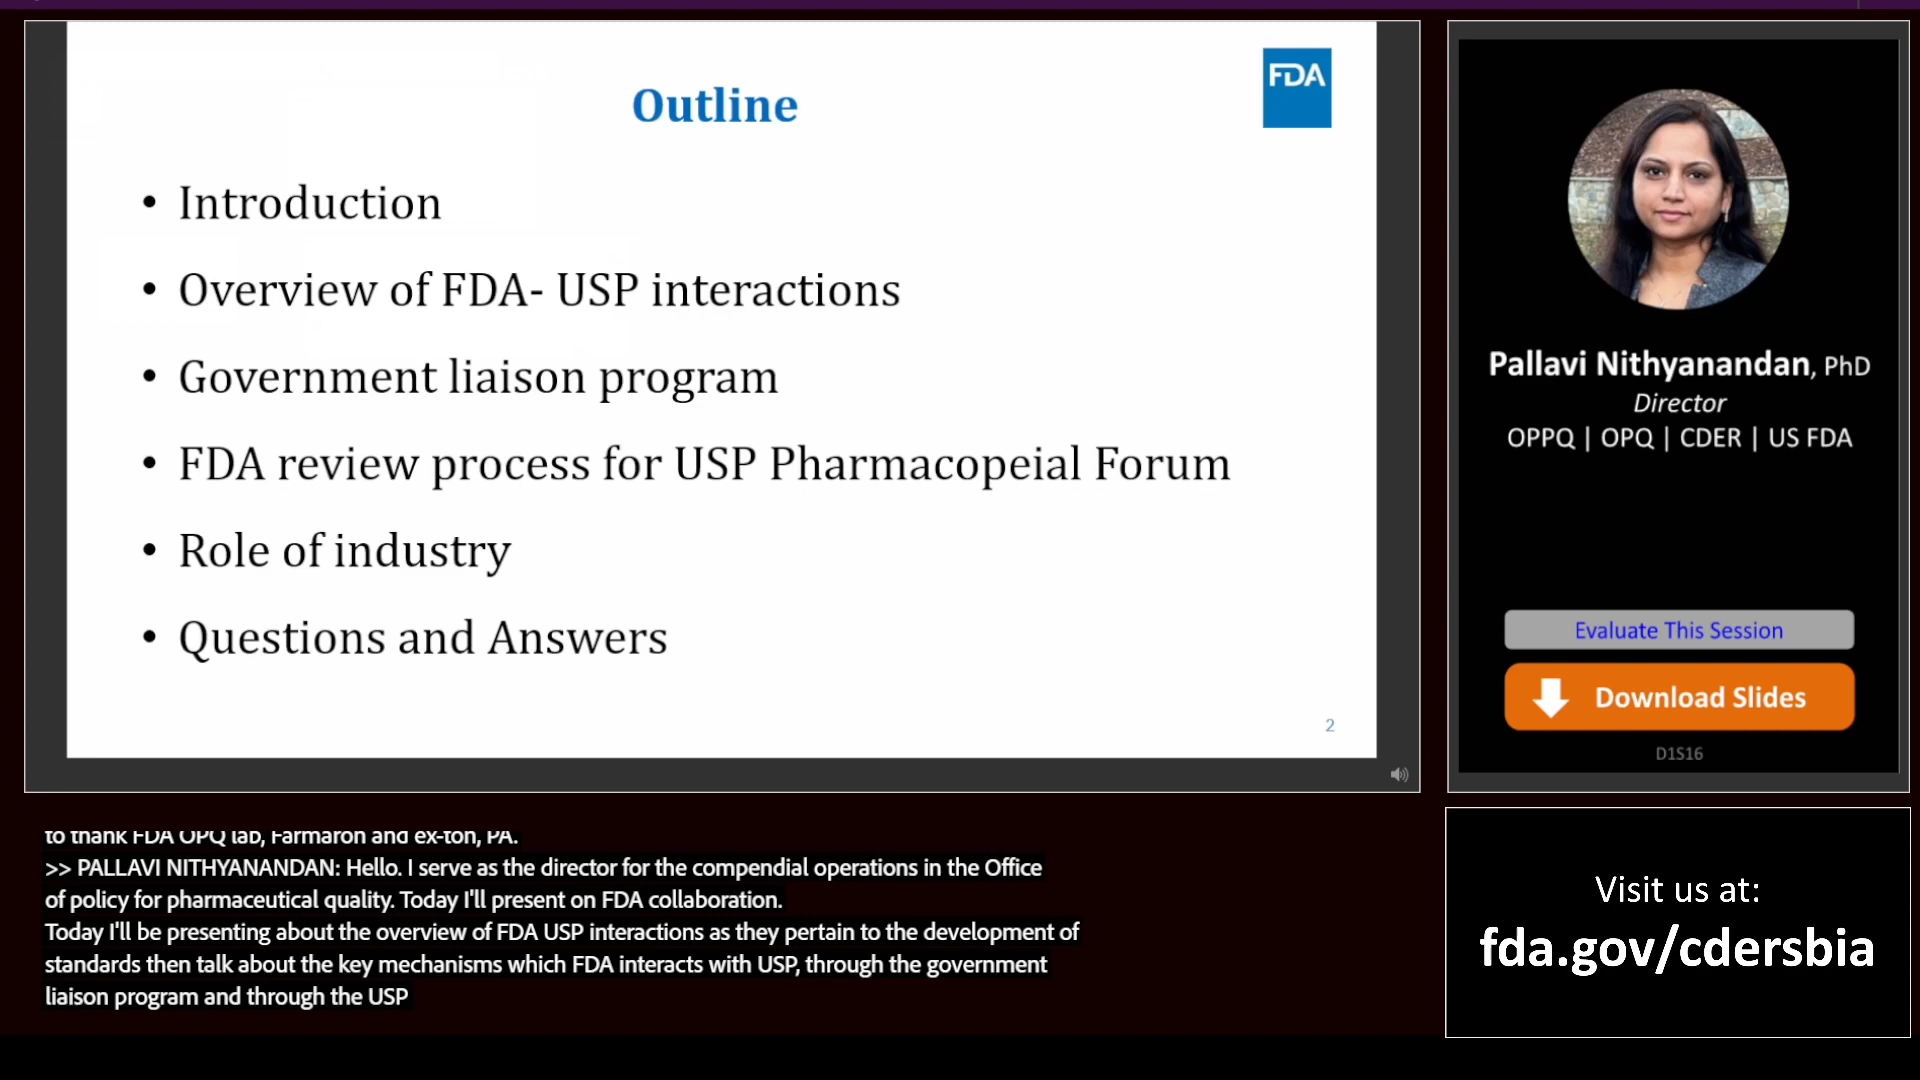 FDA
Outline
• Introduction
• Overview of FDA- USP interactions
• Government liaison program
• FDA review process for USP Pharmacopeial Forum
• Role of industry
• Questions and Answers
2
Pallavi Nithyanandan, PhD
Director
OPPQ | OPQ | CDER | US FDA
Evaluate This Session
Download Slides
D1S16
to thank FDA OPQ lab, Farmaron and ex-ton, PA.
>> PALLAVI NITHYANANDAN: Hello. I serve as the director for the compendial operations in the Office
of policy for pharmaceutical quality. Today I'll present on FDA collaboration.
Today I'll be presenting about the overview of FDA USP interactions as they pertain to the development of
standards then talk about the key mechanisms which FDA interacts with USP, through the government
liaison program and through the USP
Visit us at:
fda.gov/cdersbia